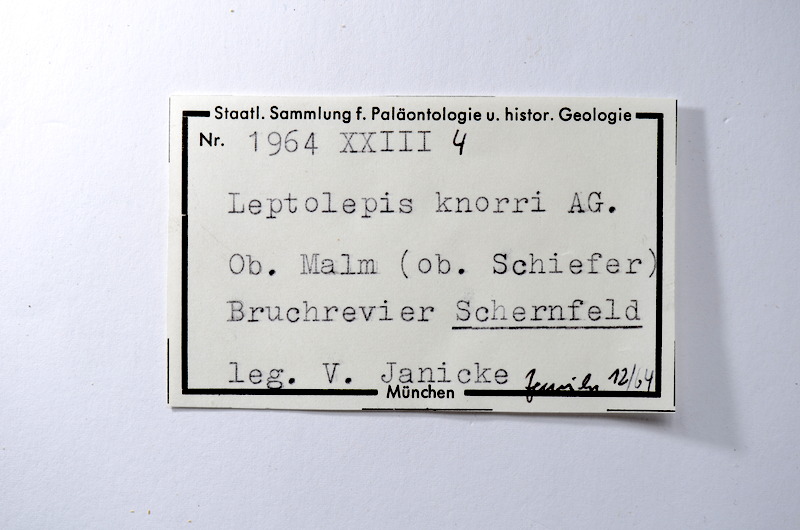 Staatl. Sammlung f. Paläontologie u. histor. Geologie
Nr. 1964 XXIII 4
Leptolepis knorri AG.
Ob. Malm (ob. Schiefer)
Bruchrevier Schernfeld
leg. V. Janicke 12/64
München